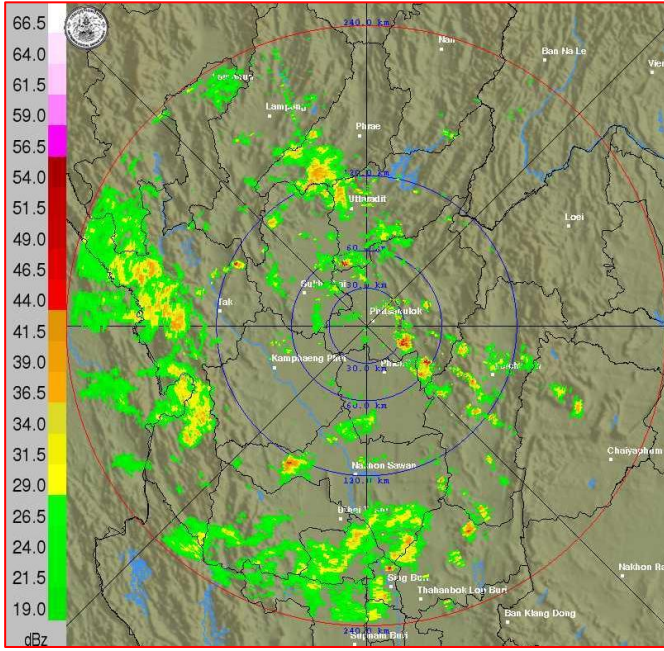 66.5
64.0
61.5
59.0
56.5
54.0
51.5
49.0
46.5
44.0
41.5
39.0
36.5
34.0
31.5
29.0
26.5
24.0
21.5
19.0
dBz
240.0 km
Nan
Ban Na Le
Lampang
Phrae
Uttaradit
Loei
Tak
Phitsanulok
30.0 km
Kamphaeng Phet
Nakhon Sawan
120.0 km
Chaiyaphum
Sing Buri
Thahanbok Lop Buri
Ban Klang Dong
240.0 km
Suphan Buri